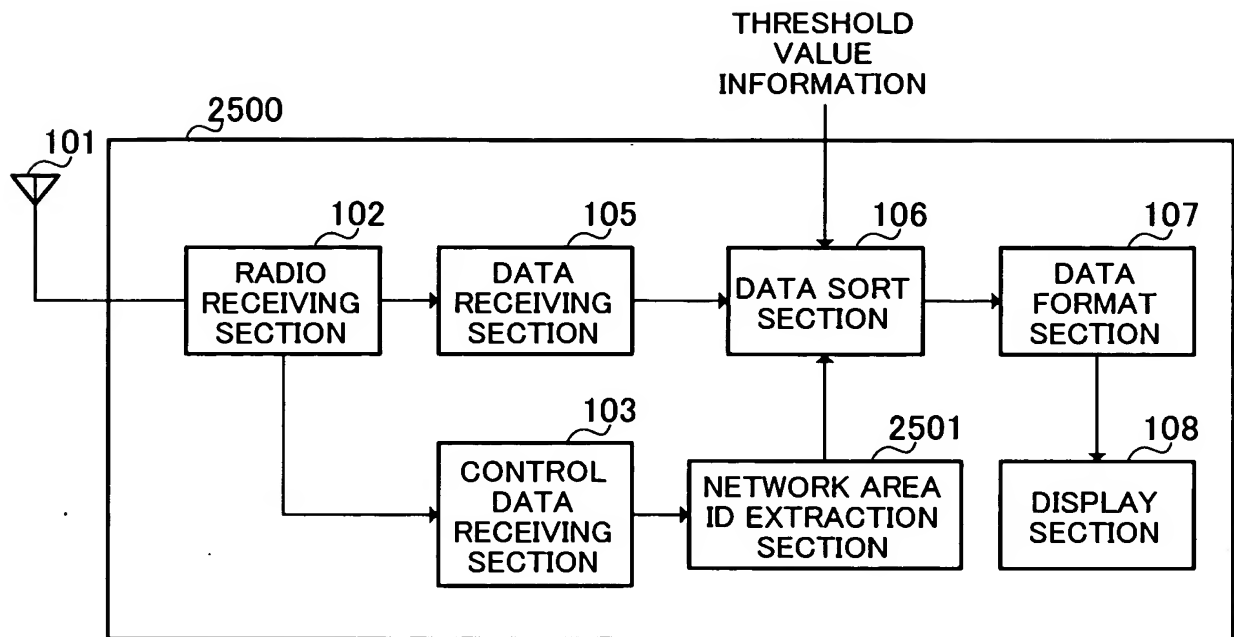 THRESHOLD
VALUE
INFORMATION
2500
101
102
RADIO
RECEIVING
SECTION
105
DATA
RECEIVING
SECTION
106
DATA SORT
SECTION
107
DATA
FORMAT
SECTION
103
CONTROL
DATA
RECEIVING
SECTION
2501
NETWORK AREA
ID EXTRACTION
SECTION
108
DISPLAY
SECTION